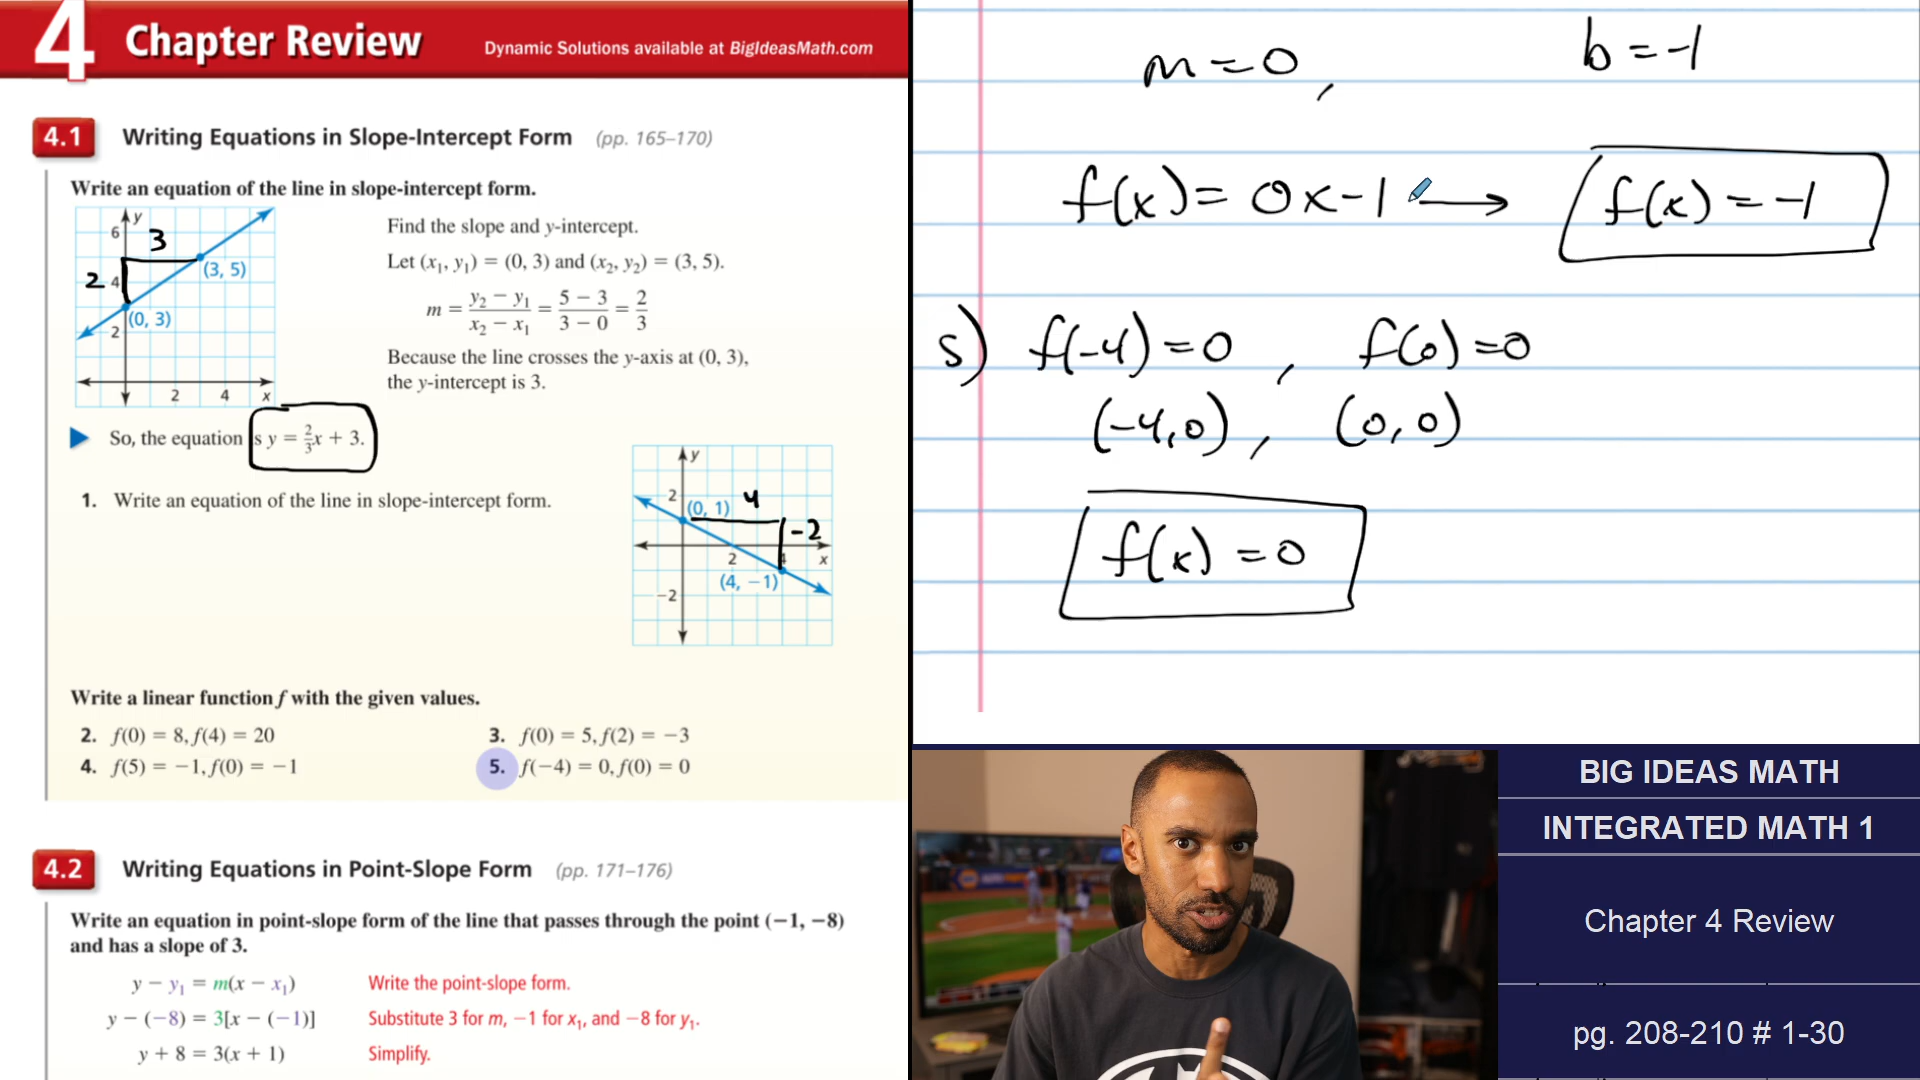 4 Chapter Review Dynamic Solutions available at BigIdeasMath.com
4.1 Writing Equations in Slope-Intercept Form (pp. 165–170)
Write an equation of the line in slope-intercept form.
y
6
3
(3, 5)
2
4
(0, 3)
2
2 4 x
Find the slope and y-intercept.
Let (x₁, y₁) = (0, 3) and (x₂, y₂) = (3, 5).
m = (y₂ − y₁)/(x₂ − x₁) = (5 − 3)/(3 − 0) = 2/3
Because the line crosses the y-axis at (0, 3),
the y-intercept is 3.
So, the equation is y = 2/3x + 3.
1. Write an equation of the line in slope-intercept form.
y
2
(0, 1)
4
-2
2 4 x
(4, −1)
−2
Write a linear function f with the given values.
2. f(0) = 8, f(4) = 20
3. f(0) = 5, f(2) = −3
4. f(5) = −1, f(0) = −1
5. f(−4) = 0, f(0) = 0
4.2 Writing Equations in Point-Slope Form (pp. 171–176)
Write an equation in point-slope form of the line that passes through the point (−1, −8)
and has a slope of 3.
y − y₁ = m(x − x₁) Write the point-slope form.
y − (−8) = 3[x − (−1)] Substitute 3 for m, −1 for x₁, and −8 for y₁.
y + 8 = 3(x + 1) Simplify.
m=0, b=-1
f(x)= 0x-1 → f(x)=-1
5) f(-4)=0, f(0)=0
(-4,0), (0,0)
f(x)=0
BIG IDEAS MATH
INTEGRATED MATH 1
Chapter 4 Review
pg. 208-210 # 1-30